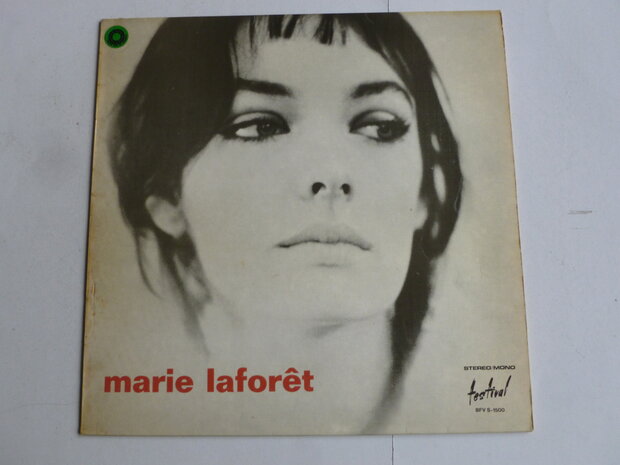 marie laforêt
STEREO/MONO
festival
SFV 5-1500